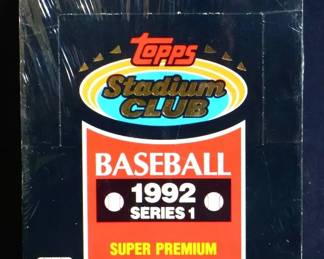 Topps
Stadium
CLUB
BASEBALL
1992
SERIES 1
SUPER PREMIUM